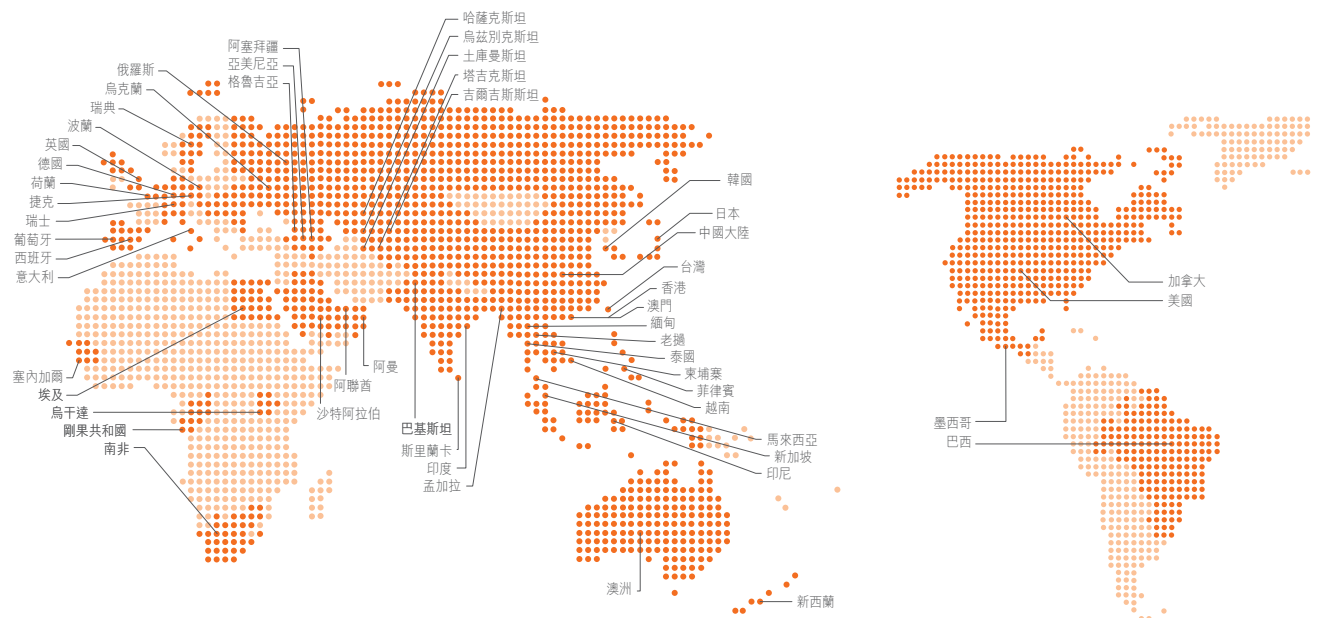 哈薩克斯坦
烏茲別克斯坦
土庫曼斯坦
塔吉克斯坦
吉爾吉斯斯坦
阿塞拜疆
亞美尼亞
格魯吉亞
俄羅斯
烏克蘭
瑞典
波蘭
英國
德國
荷蘭
捷克
瑞士
葡萄牙
西班牙
意大利
韓國
日本
中國大陸
台灣
香港
澳門
緬甸
老撾
泰國
柬埔寨
菲律賓
越南
馬來西亞
新加坡
印尼
塞內加爾
埃及
烏干達
剛果共和國
南非
阿曼
阿聯酋
沙特阿拉伯
巴基斯坦
斯里蘭卡
印度
孟加拉
澳洲
新西蘭
加拿大
美國
墨西哥
巴西